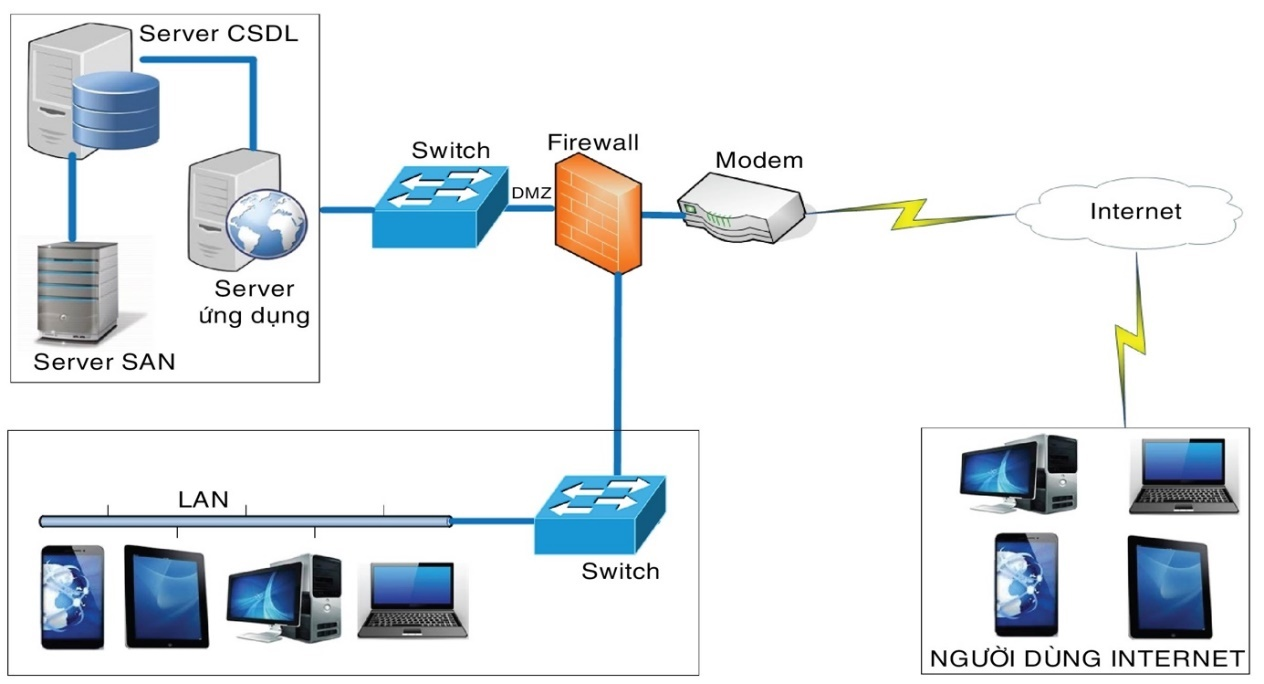 Server CSDL
Switch
Firewall
Modem
DMZ
Internet
Server
ứng dụng
Server SAN
LAN
Switch
NGƯỜI DÙNG INTERNET